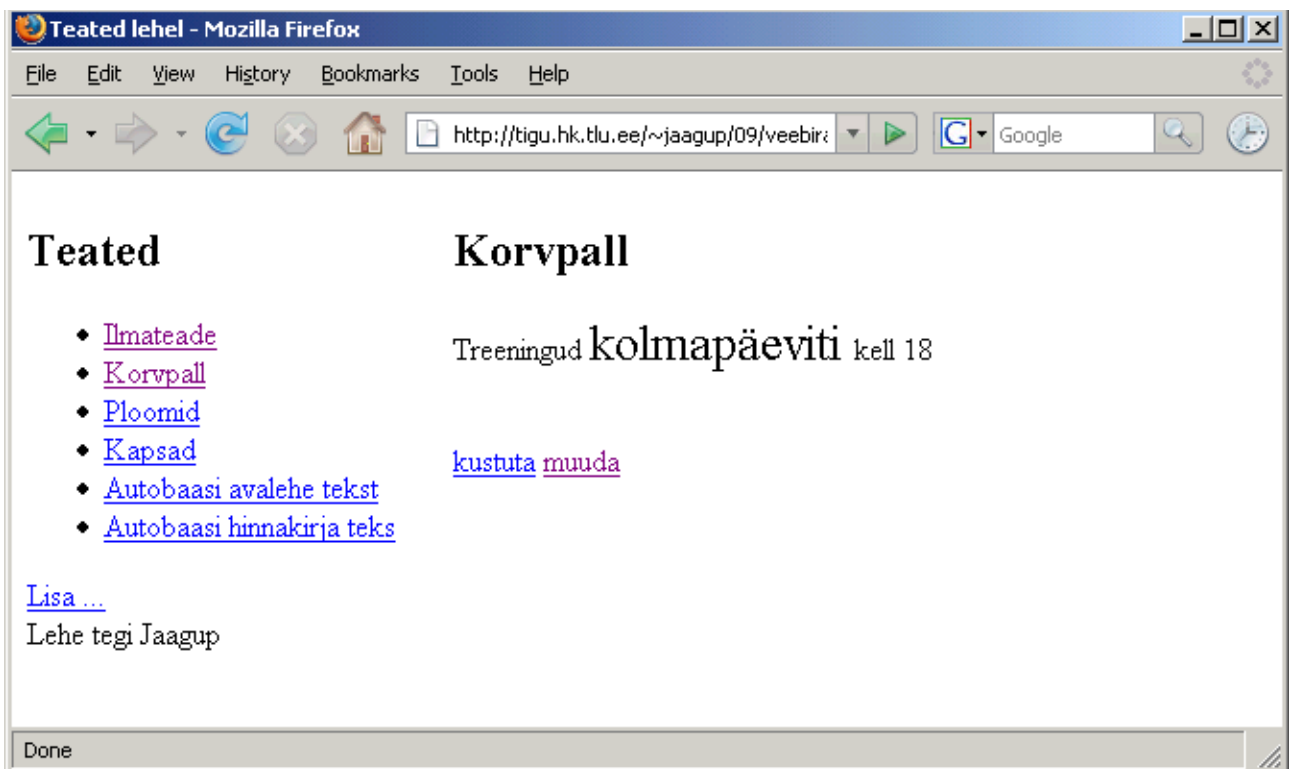 Teated lehel - Mozilla Firefox
File Edit View History Bookmarks Tools Help
http://tigu.hk.tlu.ee/~jaagup/09/veebira
G Google
Teated
Ilmateade
Korvpall
Ploomid
Kapsad
Autobaasi avalehe tekst
Autobaasi hinnakirja teks
Lisa ...
Lehe tegi Jaagup
Korvpall
Treeningud kolmapäeviti kell 18
kustuta muuda
Done